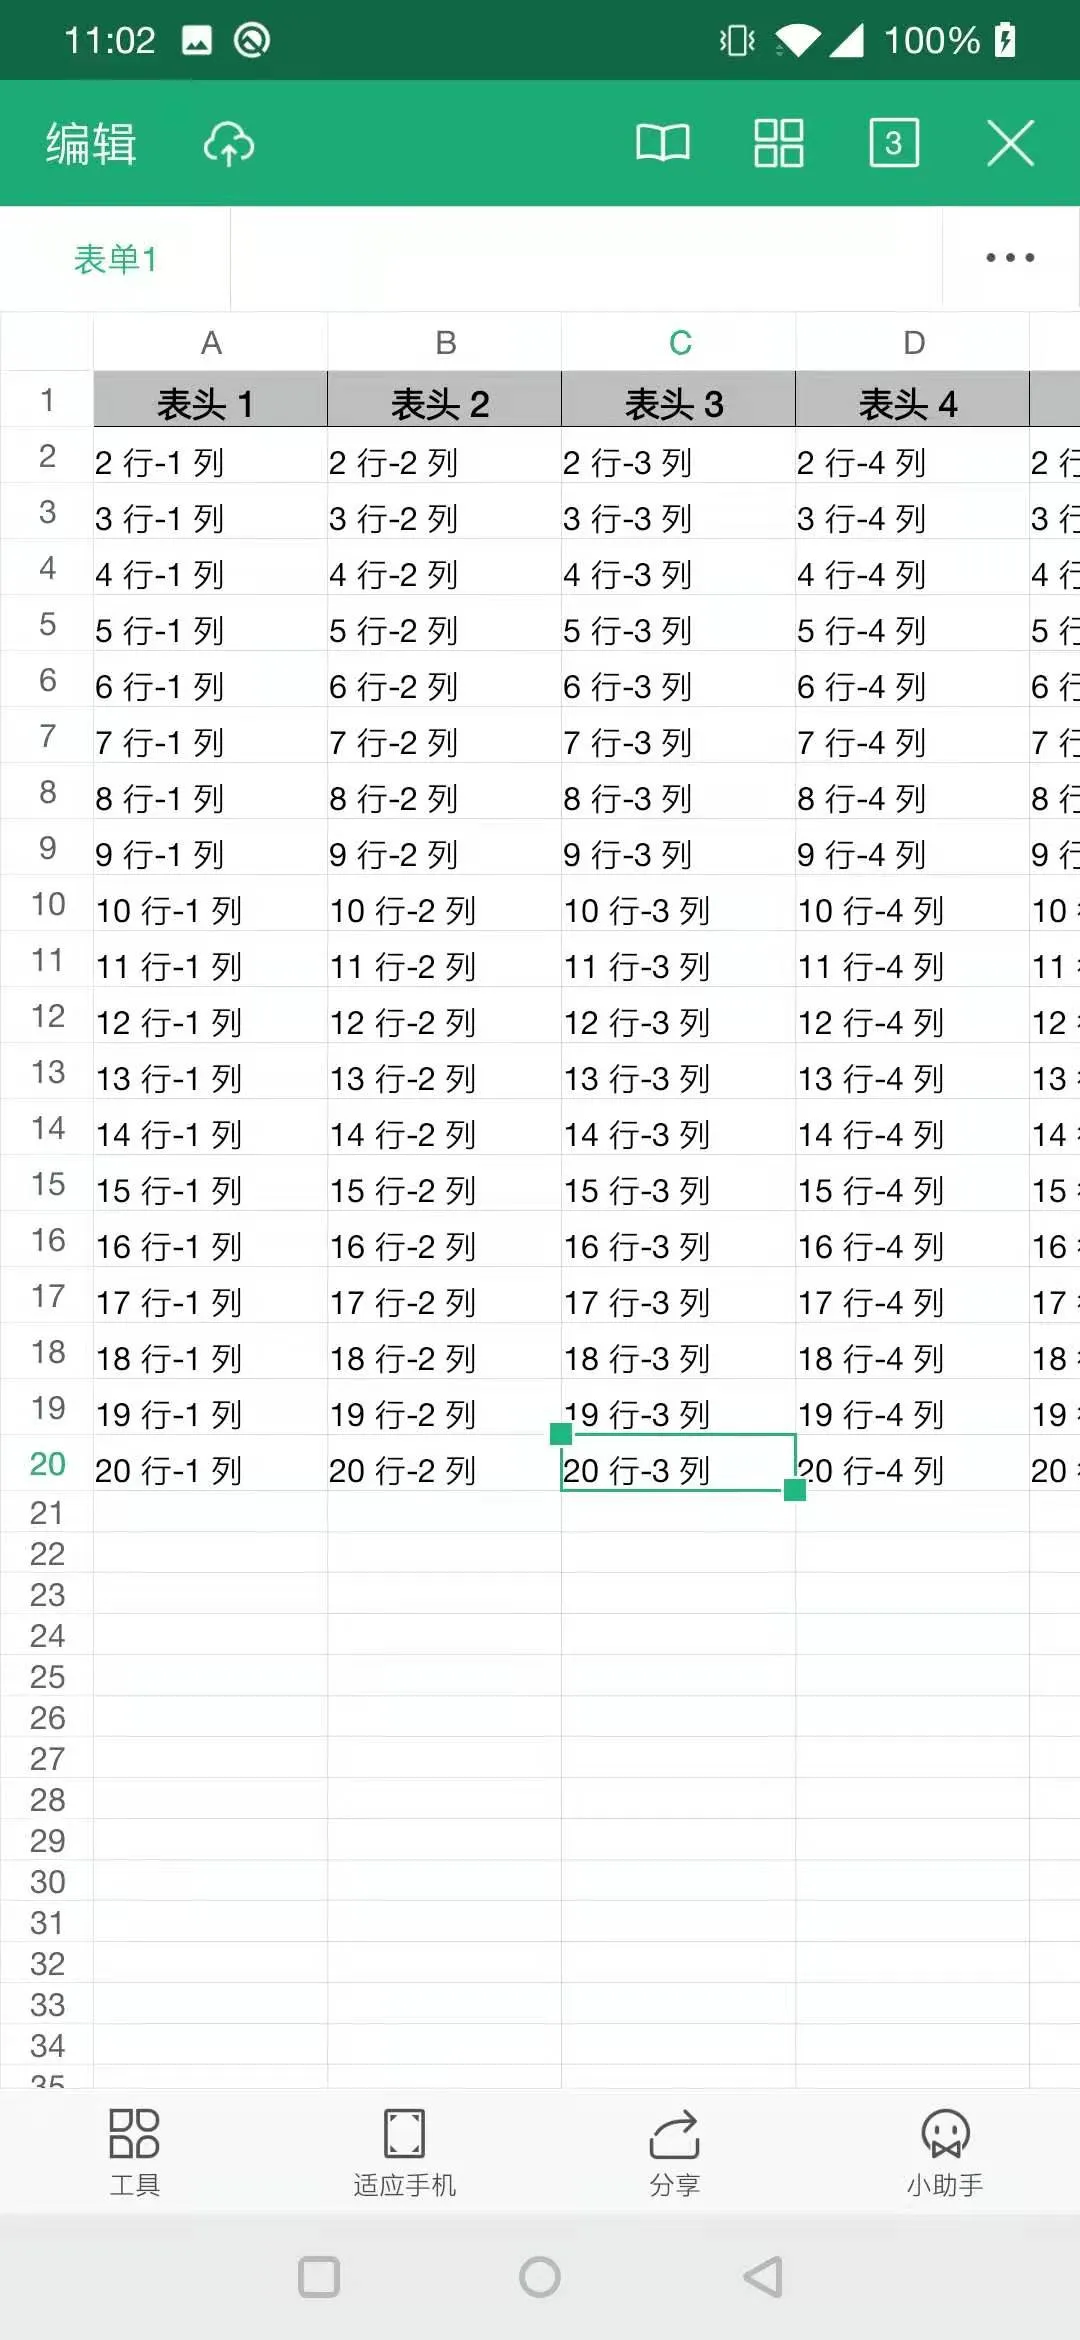 11:02 100%
编辑 3
表单1
A B C D
1 表头 1 表头 2 表头 3 表头 4
2 2 行-1 列 2 行-2 列 2 行-3 列 2 行-4 列 2 行
3 3 行-1 列 3 行-2 列 3 行-3 列 3 行-4 列 3 行
4 4 行-1 列 4 行-2 列 4 行-3 列 4 行-4 列 4 行
5 5 行-1 列 5 行-2 列 5 行-3 列 5 行-4 列 5 行
6 6 行-1 列 6 行-2 列 6 行-3 列 6 行-4 列 6 行
7 7 行-1 列 7 行-2 列 7 行-3 列 7 行-4 列 7 行
8 8 行-1 列 8 行-2 列 8 行-3 列 8 行-4 列 8 行
9 9 行-1 列 9 行-2 列 9 行-3 列 9 行-4 列 9 行
10 10 行-1 列 10 行-2 列 10 行-3 列 10 行-4 列 10
11 11 行-1 列 11 行-2 列 11 行-3 列 11 行-4 列 11
12 12 行-1 列 12 行-2 列 12 行-3 列 12 行-4 列 12
13 13 行-1 列 13 行-2 列 13 行-3 列 13 行-4 列 13
14 14 行-1 列 14 行-2 列 14 行-3 列 14 行-4 列 14
15 15 行-1 列 15 行-2 列 15 行-3 列 15 行-4 列 15
16 16 行-1 列 16 行-2 列 16 行-3 列 16 行-4 列 16
17 17 行-1 列 17 行-2 列 17 行-3 列 17 行-4 列 17
18 18 行-1 列 18 行-2 列 18 行-3 列 18 行-4 列 18
19 19 行-1 列 19 行-2 列 19 行-3 列 19 行-4 列 19
20 20 行-1 列 20 行-2 列 20 行-3 列 20 行-4 列 20
21
22
23
24
25
26
27
28
29
30
31
32
33
34
35
工具 适应手机 分享 小助手